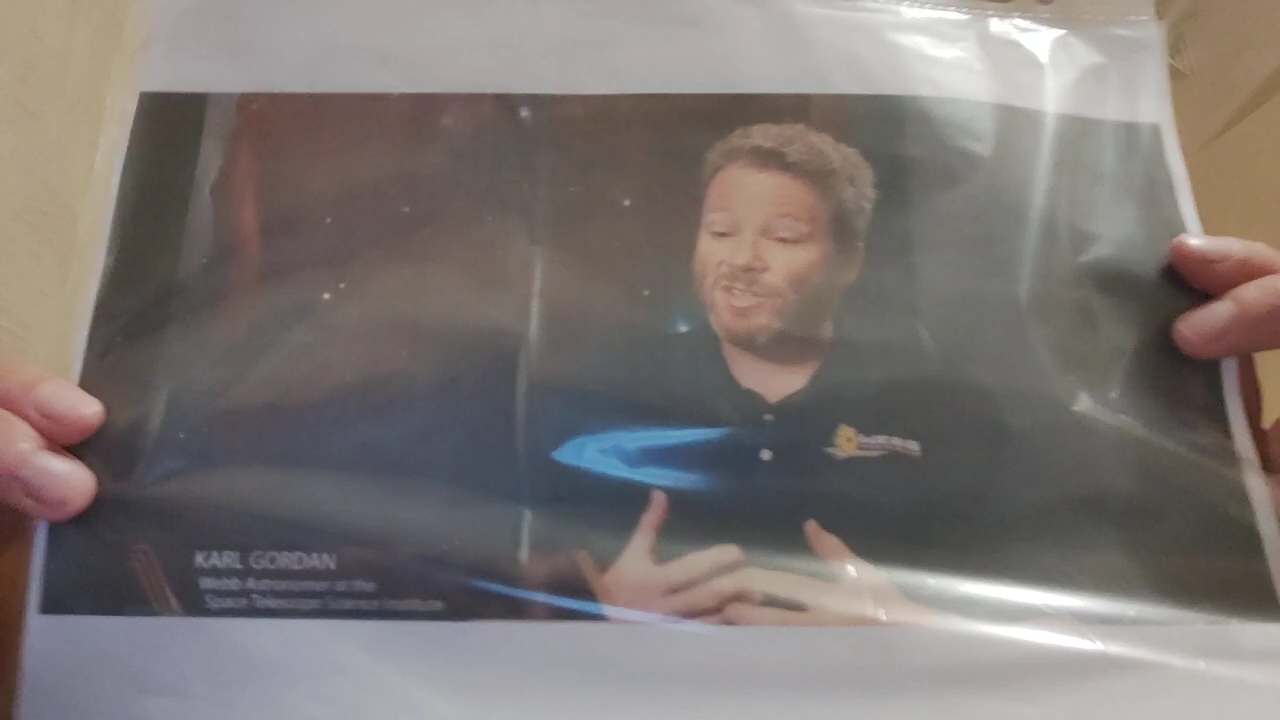 KARL GORDAN
Webb Astronomer at the
Space Telescope Science Institute